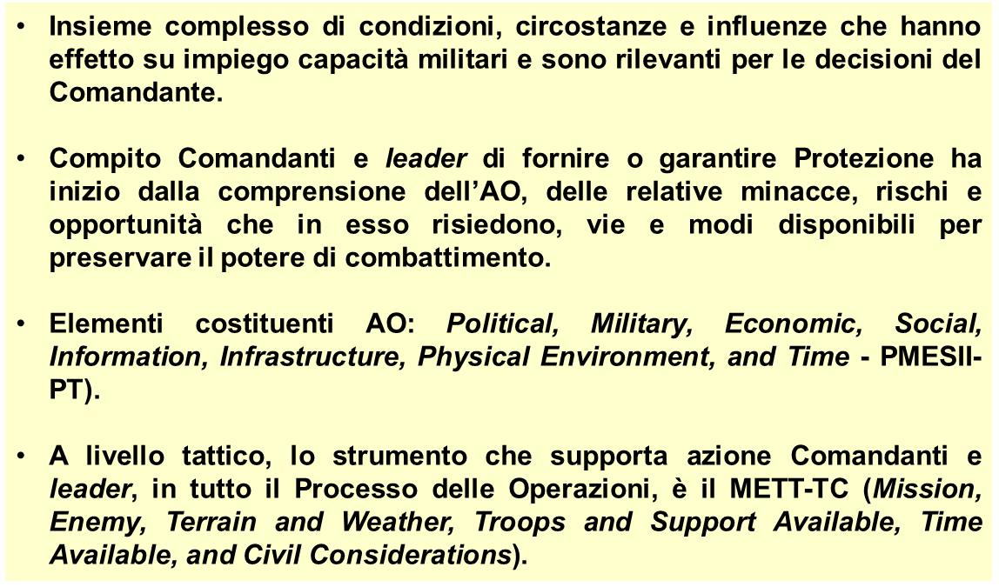 • Insieme complesso di condizioni, circostanze e influenze che hanno
effetto su impiego capacità militari e sono rilevanti per le decisioni del
Comandante.
• Compito Comandanti e leader di fornire o garantire Protezione ha
inizio dalla comprensione dell’AO, delle relative minacce, rischi e
opportunità che in esso risiedono, vie e modi disponibili per
preservare il potere di combattimento.
• Elementi costituenti AO: Political, Military, Economic, Social,
Information, Infrastructure, Physical Environment, and Time - PMESII-
PT).
• A livello tattico, lo strumento che supporta azione Comandanti e
leader, in tutto il Processo delle Operazioni, è il METT-TC (Mission,
Enemy, Terrain and Weather, Troops and Support Available, Time
Available, and Civil Considerations).